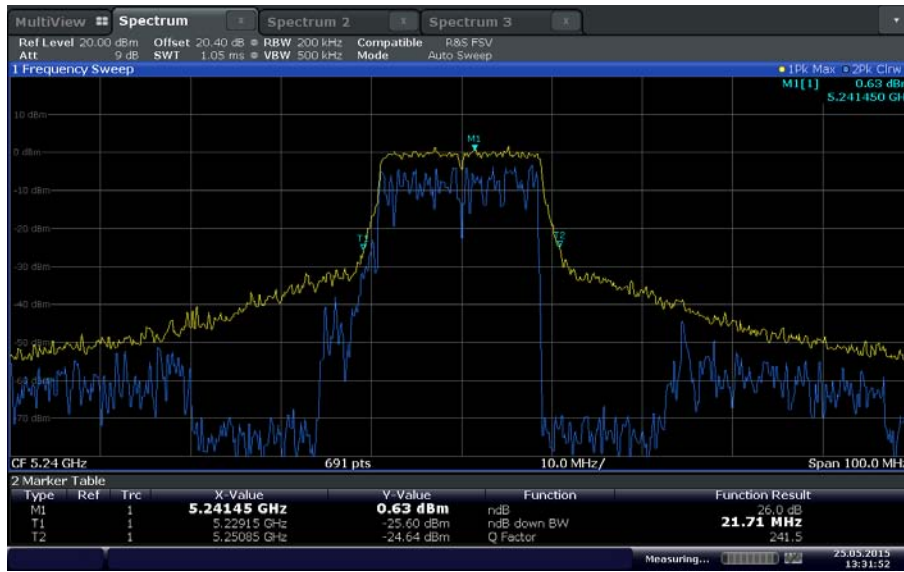 MultiView Spectrum x Spectrum 2 x Spectrum 3 x
Ref Level 20.00 dBm Offset 20.40 dB RBW 200 kHz Compatible R&S FSV
Att 9 dB SWT 1.05 ms VBW 500 kHz Mode Auto Sweep
1 Frequency Sweep 1Pk Max 2Pk Clrw
M1[1] 0.63 dBm
5.241450 GH
10 dBm
M1
0 dBm
-10 dBm
-20 dBm
T1 T2
-30 dBm
-40 dBm
-50 dBm
-60 dBm
-70 dBm
CF 5.24 GHz 691 pts 10.0 MHz/ Span 100.0 MH
2 Marker Table
Type Ref Trc X-Value Y-Value Function Function Result
M1 1 5.24145 GHz 0.63 dBm ndB 26.0 dB
T1 1 5.22915 GHz -25.60 dBm ndB down BW 21.71 MHz
T2 1 5.25085 GHz -24.64 dBm Q Factor 241.5
Measuring... 25.05.2015
13:31:52